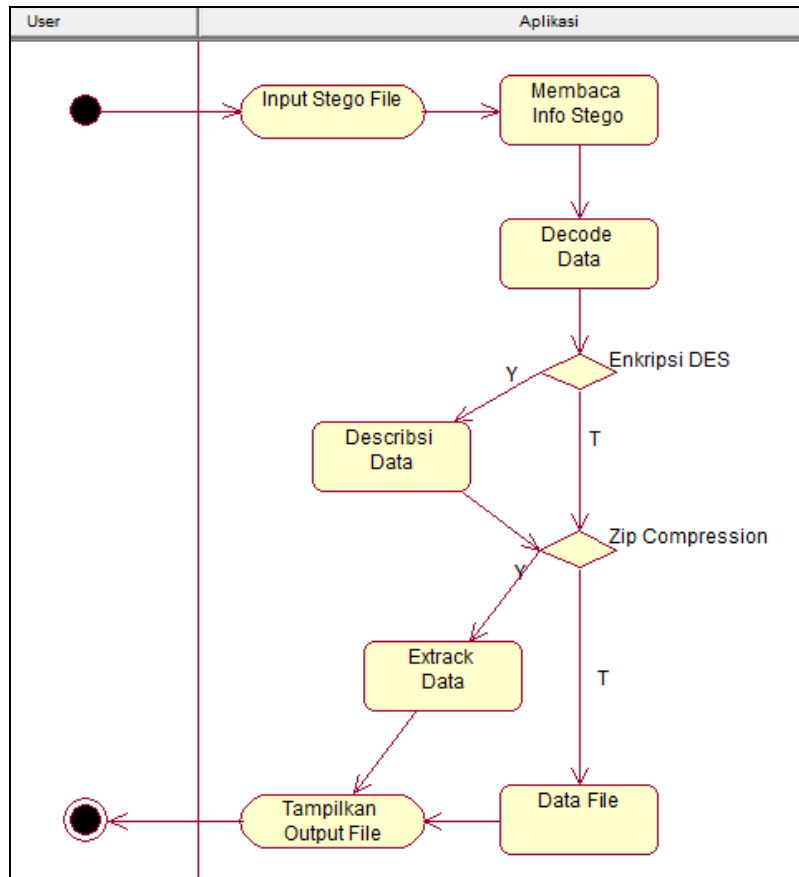 User
Aplikasi
Input Stego File
Membaca
Info Stego
Decode
Data
Enkripsi DES
Y
Describsi
Data
T
Zip Compression
Y
Extrack
Data
T
Tampilkan
Output File
Data File